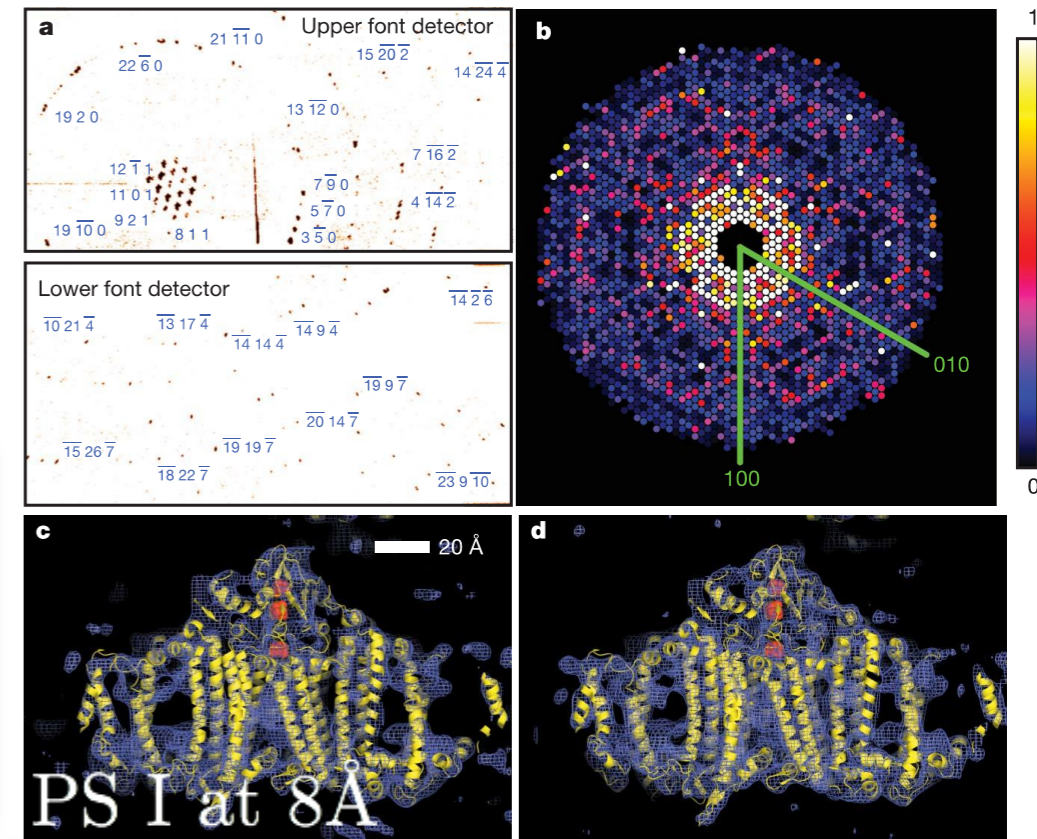 a
Upper font detector
21 1̅1̅ 0
22 6̅ 0
15 2̅0̅ 2̅
14 2̅4̅ 4̅
19 2 0
13 1̅2̅ 0
12 1̅ 1
11 0 1
9 2 1
8 1 1
19 1̅0̅ 0
7 1̅6̅ 2̅
7 9̅ 0
4 1̅4̅ 2̅
5 7̅ 0
3 5̅ 0
Lower font detector
1̅4̅ 2̅ 6̅
1̅0̅ 21 4̅
1̅3̅ 17 4̅
1̅4̅ 14 4̅
1̅4̅ 9 4̅
1̅9̅ 9 7̅
2̅0̅ 14 7̅
1̅5̅ 26 7̅
1̅9̅ 19 7̅
1̅8̅ 22 7̅
2̅3̅ 9 1̅0̅
b
1
010
100
0
c
20 Å
PS I at 8Å
d